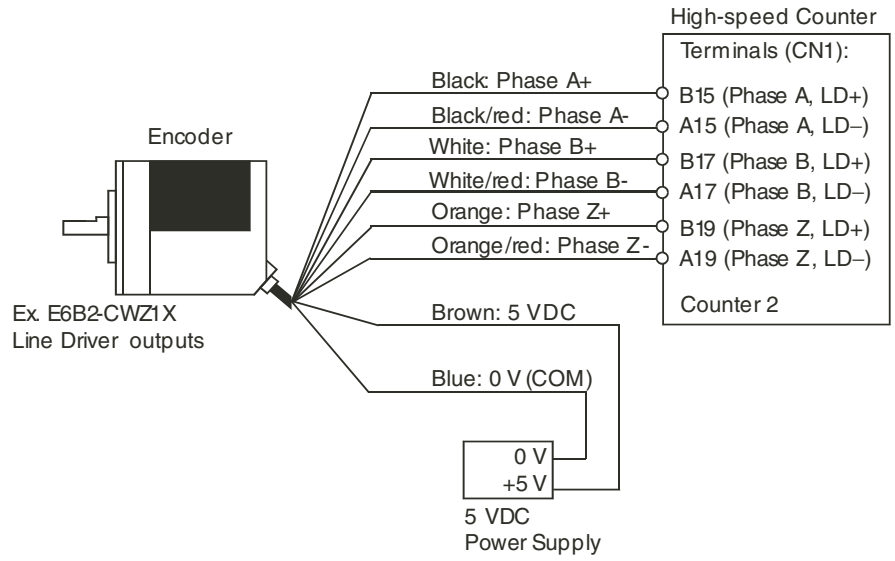 High-speed Counter
Terminals (CN1):
Black: Phase A+
B15 (Phase A, LD+)
Black/red: Phase A-
A15 (Phase A, LD−)
Encoder
White: Phase B+
B17 (Phase B, LD+)
White/red: Phase B-
A17 (Phase B, LD−)
Orange: Phase Z+
B19 (Phase Z, LD+)
Orange/red: Phase Z-
A19 (Phase Z, LD−)
Ex. E6B2-CWZ1X
Line Driver outputs
Brown: 5 VDC
Counter 2
Blue: 0 V (COM)
0 V
+5 V
5 VDC
Power Supply